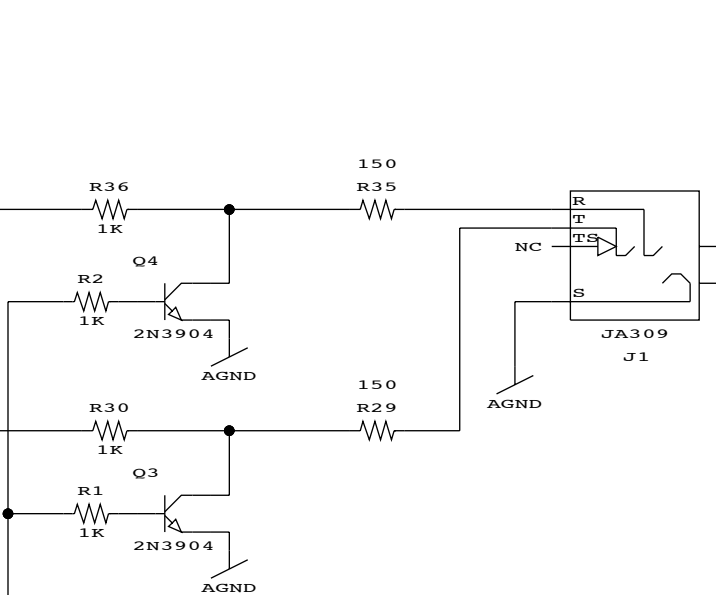 150
R36
R35
1K
R
T
TS
NC
Q4
R2
1K
S
2N3904
JA309
J1
AGND
150
AGND
R30
R29
1K
Q3
R1
1K
2N3904
AGND